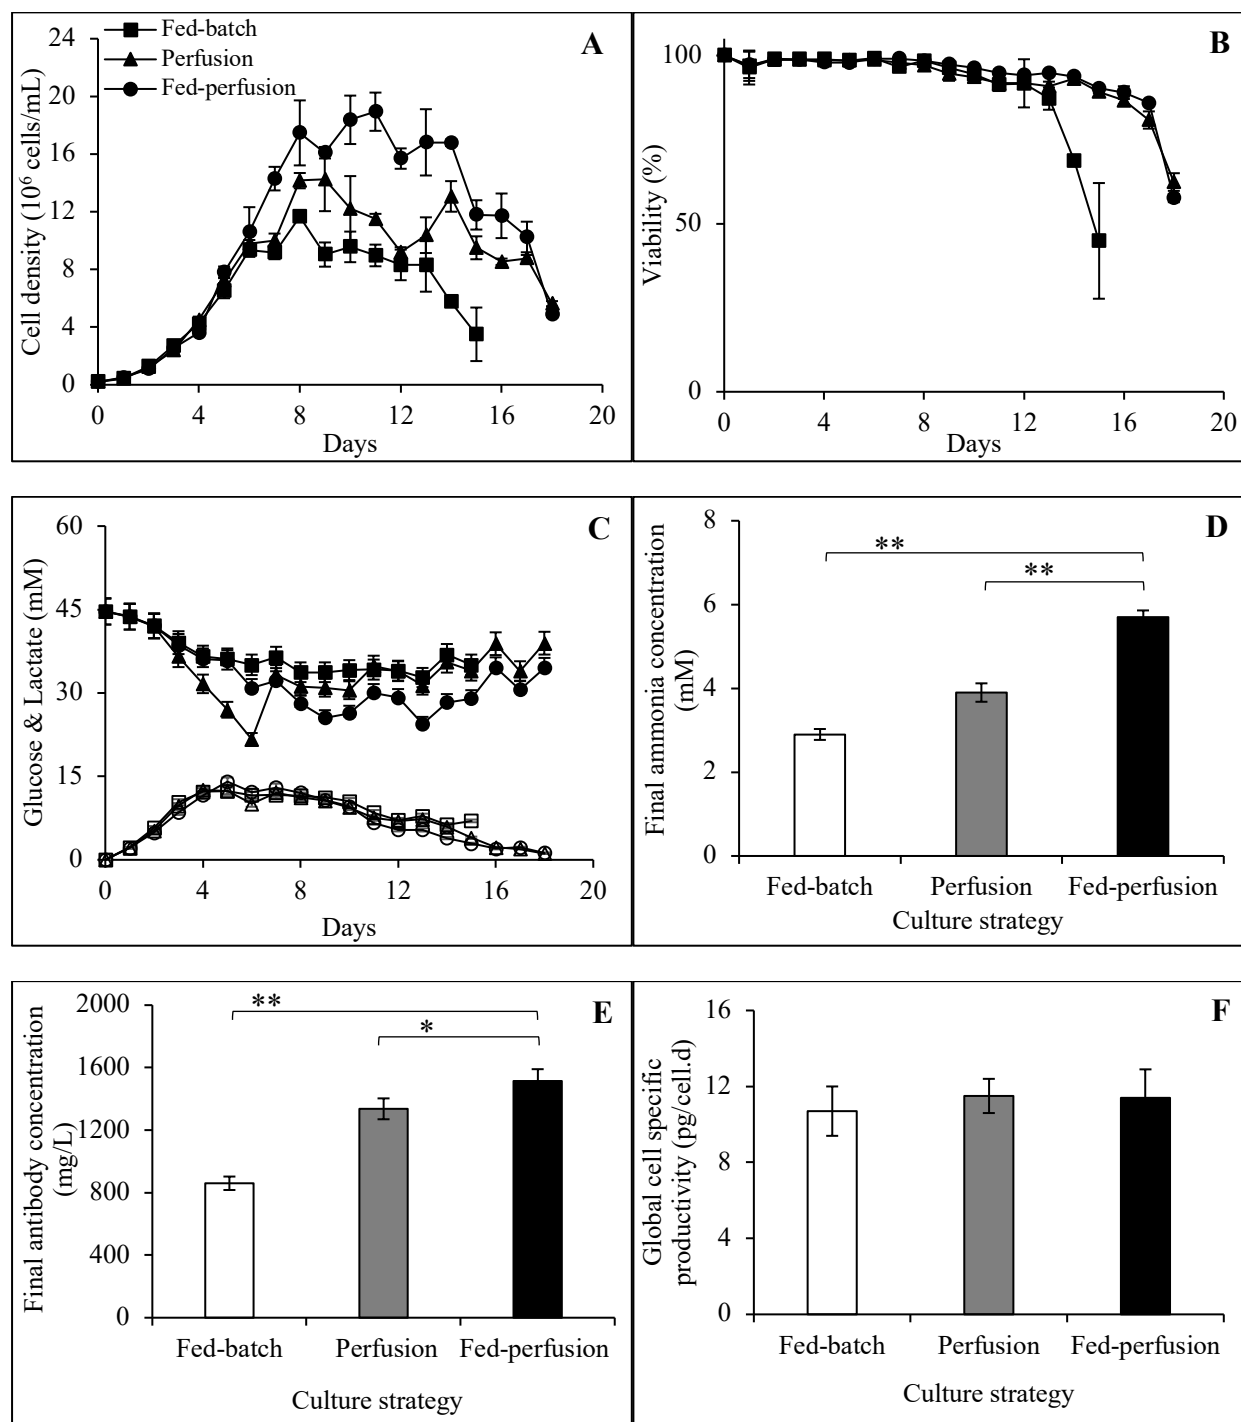 A
Fed-batch
Perfusion
Fed-perfusion
Cell density (10⁶ cells/mL)
24
20
16
12
8
4
0
0 4 8 12 16 20
Days
B
Viability (%)
100
50
0
0 4 8 12 16 20
Days
C
Glucose & Lactate (mM)
60
45
30
15
0
0 4 8 12 16 20
Days
D
Final ammonia concentration
(mM)
8
6
4
2
0
**
**
Fed-batch Perfusion Fed-perfusion
Culture strategy
E
Final antibody concentration
(mg/L)
2000
1600
1200
800
400
0
**
*
Fed-batch Perfusion Fed-perfusion
Culture strategy
F
Global cell specific
productivity (pg/cell.d)
16
12
8
4
0
Fed-batch Perfusion Fed-perfusion
Culture strategy